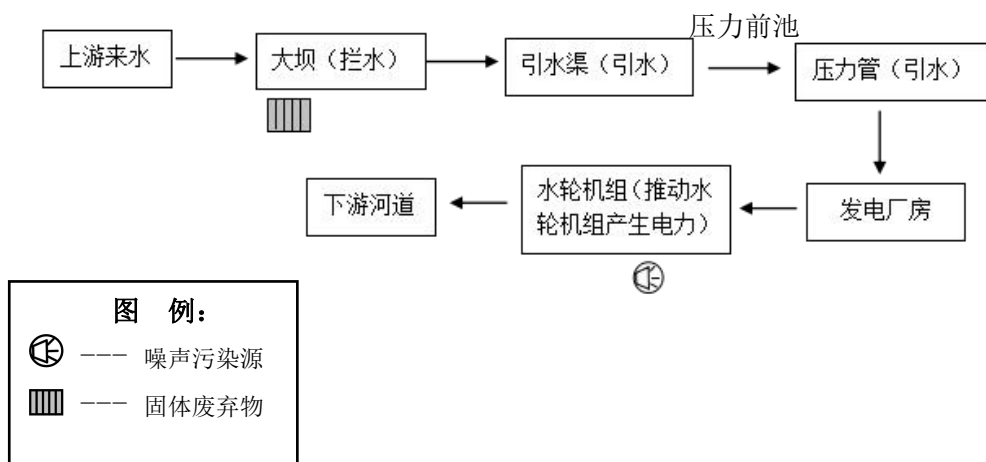 压力前池
上游来水
大坝（拦水）
引水渠（引水）
压力管（引水）
下游河道
水轮机组（推动水
轮机组产生电力）
发电厂房
图 例：
--- 噪声污染源
--- 固体废弃物